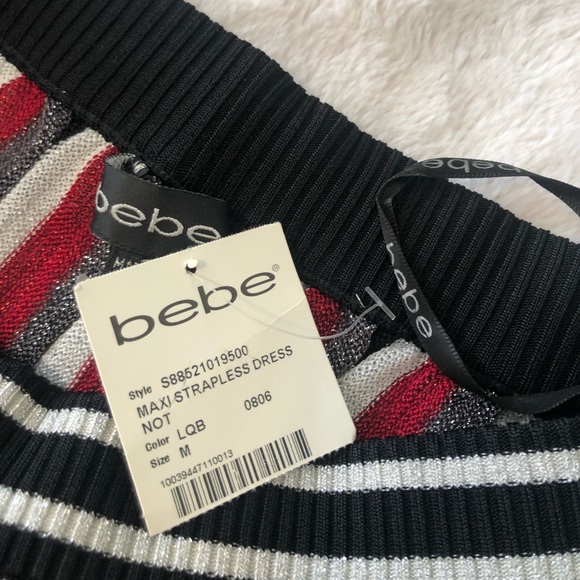 bebe
bebe
M
bebe®
Style S88521019500
MAXI STRAPLESS DRESS
NOT
0806
Color LQB
Size M
10039447110013
bebe